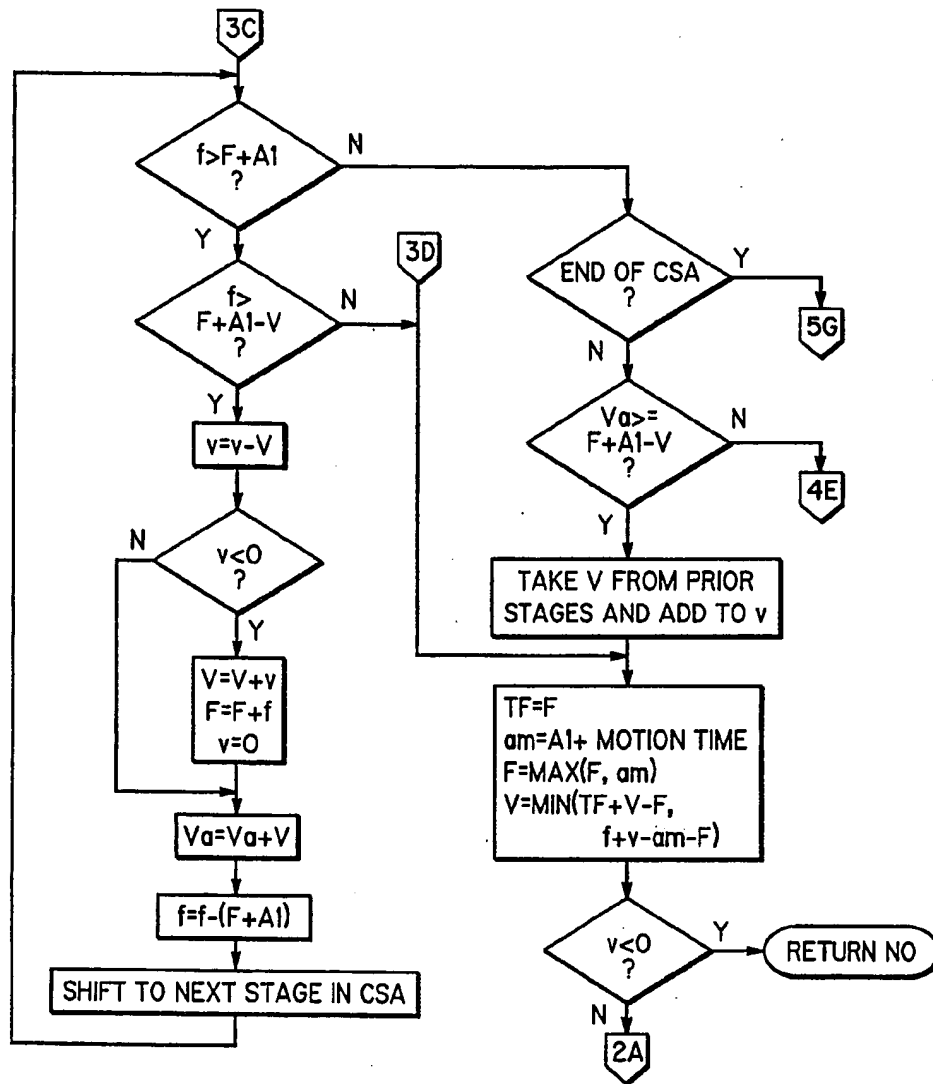 3C
f>F+A1
?
N
Y
3D
f>
F+A1-V
?
N
Y
END OF CSA
?
Y
5G
N
v=v-V
Va>=
F+A1-V
?
N
4E
Y
N
v<0
?
Y
TAKE V FROM PRIOR
STAGES AND ADD TO v
V=V+v
F=F+f
v=0
TF=F
am=A1+ MOTION TIME
F=MAX(F, am)
V=MIN(TF+V-F,
f+v-am-F)
Va=Va+V
f=f-(F+A1)
SHIFT TO NEXT STAGE IN CSA
v<0
?
Y
RETURN NO
N
2A